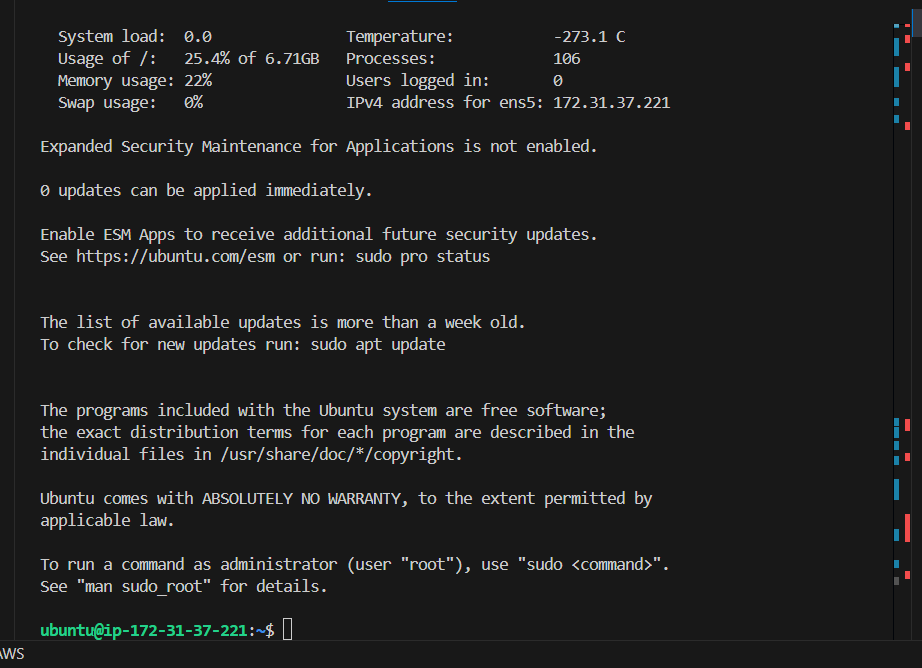 System load:  0.0                Temperature:           -273.1 C
Usage of /:   25.4% of 6.71GB   Processes:             106
Memory usage: 22%               Users logged in:       0
Swap usage:   0%                IPv4 address for ens5: 172.31.37.221
Expanded Security Maintenance for Applications is not enabled.
0 updates can be applied immediately.
Enable ESM Apps to receive additional future security updates.
See https://ubuntu.com/esm or run: sudo pro status
The list of available updates is more than a week old.
To check for new updates run: sudo apt update
The programs included with the Ubuntu system are free software;
the exact distribution terms for each program are described in the
individual files in /usr/share/doc/*/copyright.
Ubuntu comes with ABSOLUTELY NO WARRANTY, to the extent permitted by
applicable law.
To run a command as administrator (user "root"), use "sudo <command>".
See "man sudo_root" for details.
ubuntu@ip-172-31-37-221:~$
AWS